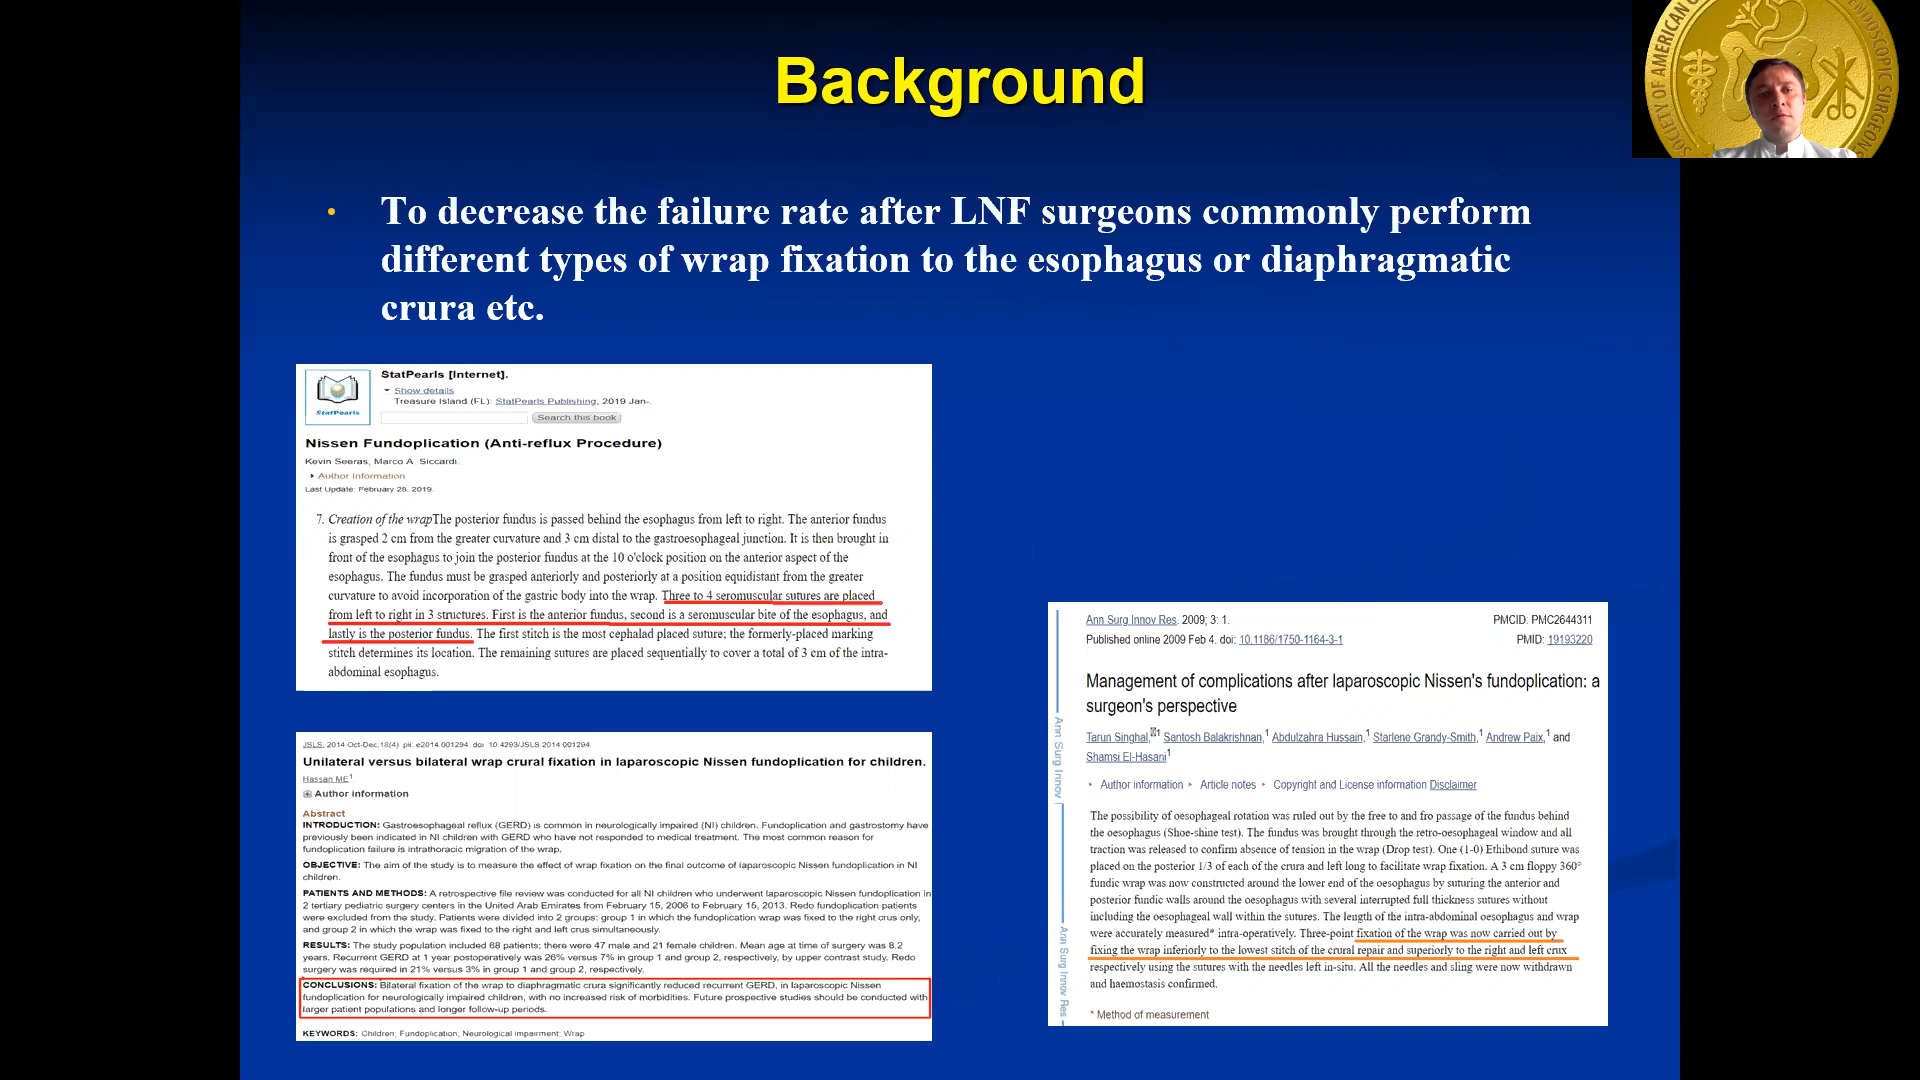 Background
• To decrease the failure rate after LNF surgeons commonly perform
different types of wrap fixation to the esophagus or diaphragmatic
crura etc.
SOCIETY OF AMERICAN
ENDOSCOPIC SURGEONS
StatPearls
StatPearls [Internet].
Show details
Treasure Island (FL): StatPearls Publishing, 2019 Jan-.
Search this book
Nissen Fundoplication (Anti-reflux Procedure)
Kevin Seeras; Marco A. Siccardi.
Author Information
Last Update: February 28, 2019.
7. Creation of the wrapThe posterior fundus is passed behind the esophagus from left to right. The anterior fundus
is grasped 2 cm from the greater curvature and 3 cm distal to the gastroesophageal junction. It is then brought in
front of the esophagus to join the posterior fundus at the 10 o'clock position on the anterior aspect of the
esophagus. The fundus must be grasped anteriorly and posteriorly at a position equidistant from the greater
curvature to avoid incorporation of the gastric body into the wrap. Three to 4 seromuscular sutures are placed
from left to right in 3 structures. First is the anterior fundus, second is a seromuscular bite of the esophagus, and
lastly is the posterior fundus. The first stitch is the most cephalad placed suture; the formerly-placed marking
stitch determines its location. The remaining sutures are placed sequentially to cover a total of 3 cm of the intra-
abdominal esophagus.
JSLS. 2014 Oct-Dec;18(4). pii: e2014.001294. doi: 10.4293/JSLS.2014.001294.
Unilateral versus bilateral wrap crural fixation in laparoscopic Nissen fundoplication for children.
Hassan ME1
Author information
Abstract
INTRODUCTION: Gastroesophageal reflux (GERD) is common in neurologically impaired (NI) children. Fundoplication and gastrostomy have
previously been indicated in NI children with GERD who have not responded to medical treatment. The most common reason for
fundoplication failure is intrathoracic migration of the wrap.
OBJECTIVE: The aim of the study is to measure the effect of wrap fixation on the final outcome of laparoscopic Nissen fundoplication in NI
children.
PATIENTS AND METHODS: A retrospective file review was conducted for all NI children who underwent laparoscopic Nissen fundoplication in
2 tertiary pediatric surgery centers in the United Arab Emirates from February 15, 2006 to February 15, 2013. Redo fundoplication patients
were excluded from the study. Patients were divided into 2 groups: group 1 in which the fundoplication wrap was fixed to the right crus only,
and group 2 in which the wrap was fixed to the right and left crus simultaneously.
RESULTS: The study population included 68 patients; there were 47 male and 21 female children. Mean age at time of surgery was 8.2
years. Recurrent GERD at 1 year postoperatively was 26% versus 7% in group 1 and group 2, respectively, by upper contrast study. Redo
surgery was required in 21% versus 3% in group 1 and group 2, respectively.
CONCLUSIONS: Bilateral fixation of the wrap to diaphragmatic crura significantly reduced recurrent GERD, in laparoscopic Nissen
fundoplication for neurologically impaired children, with no increased risk of morbidities. Future prospective studies should be conducted with
larger patient populations and longer follow-up periods.
KEYWORDS: Children; Fundoplication; Neurological impairment; Wrap
Ann Surg Innov Res. 2009; 3: 1. PMCID: PMC2644311
Published online 2009 Feb 4. doi: 10.1186/1750-1164-3-1 PMID: 19193220
Management of complications after laparoscopic Nissen's fundoplication: a
surgeon's perspective
Tarun Singhal,1 Santosh Balakrishnan,1 Abdulzahra Hussain,1 Starlene Grandy-Smith,1 Andrew Paix,1 and
Shamsi El-Hasani1
Author information Article notes Copyright and License information Disclaimer
The possibility of oesophageal rotation was ruled out by the free to and fro passage of the fundus behind
the oesophagus (Shoe-shine test). The fundus was brought through the retro-oesophageal window and all
traction was released to confirm absence of tension in the wrap (Drop test). One (1-0) Ethibond suture was
placed on the posterior 1/3 of each of the crura and left long to facilitate wrap fixation. A 3 cm floppy 360°
fundic wrap was now constructed around the lower end of the oesophagus by suturing the anterior and
posterior fundic walls around the oesophagus with several interrupted full thickness sutures without
including the oesophageal wall within the sutures. The length of the intra-abdominal oesophagus and wrap
were accurately measured* intra-operatively. Three-point fixation of the wrap was now carried out by
fixing the wrap inferiorly to the lowest stitch of the crural repair and superiorly to the right and left crux
respectively using the sutures with the needles left in-situ. All the needles and sling were now withdrawn
and haemostasis confirmed.
* Method of measurement
Ann Surg Innov
Ann Surg Innov Res